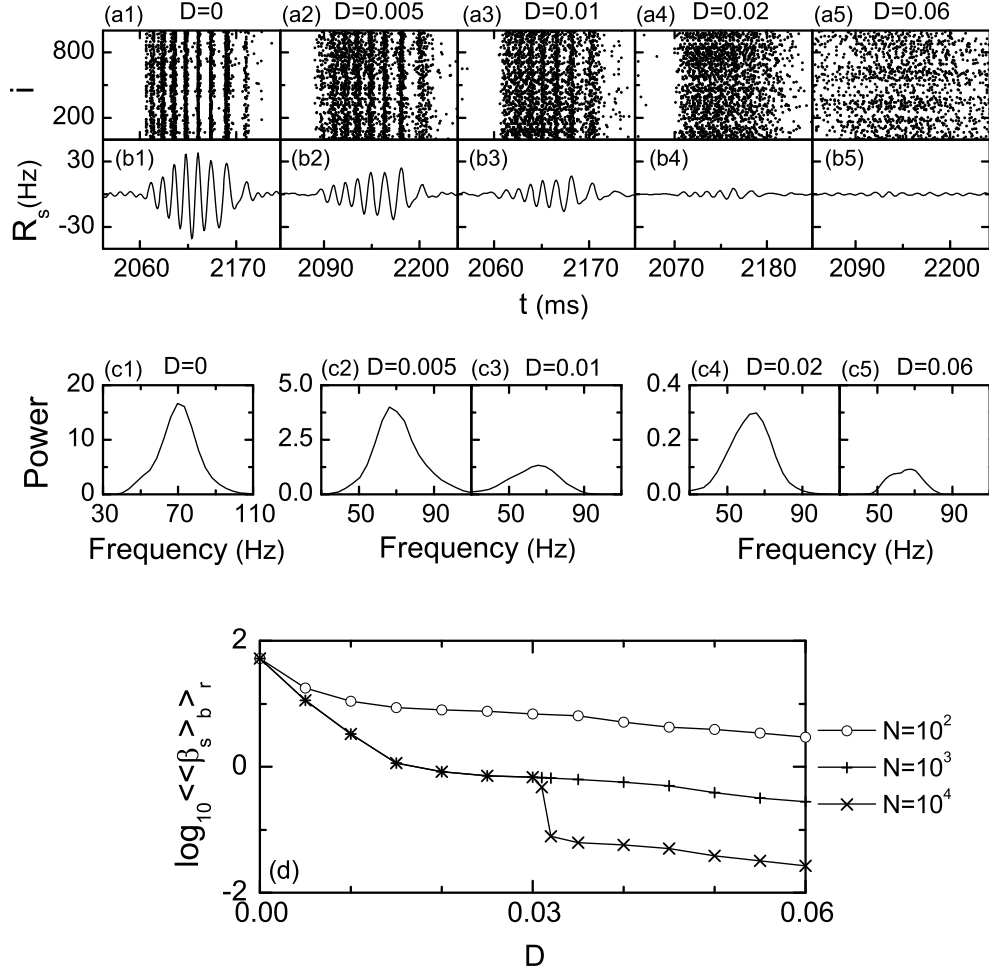 (a1) D=0 (a2) D=0.005 (a3) D=0.01 (a4) D=0.02 (a5) D=0.06
800
200
i
(b1) (b2) (b3) (b4) (b5)
30
-30
R_s(Hz)
2060 2170 2090 2200 2060 2170 2070 2185 2090 2200
t (ms)
(c1) D=0 (c2) D=0.005 (c3) D=0.01 (c4) D=0.02 (c5) D=0.06
20 5.0 0.4
15
10 2.5 0.2
5
0 0.0 0.0
Power
30 70 110 50 90 50 90 50 90 50 90
Frequency (Hz) Frequency (Hz) Frequency (Hz)
2
0
-2
log₁₀ <<β_s>_b>_r
(d)
N=10²
N=10³
N=10⁴
0.00 0.03 0.06
D